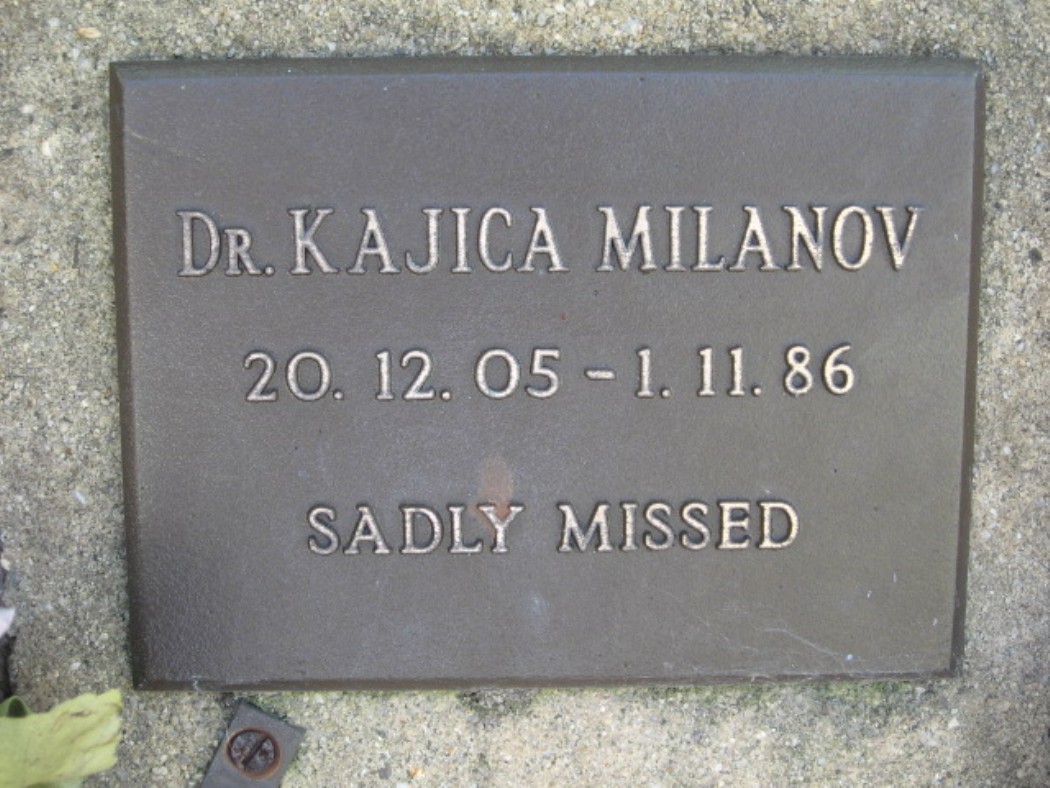 Dr. KAJICA MILANOV
20. 12. 05 - 1. 11. 86
SADLY MISSED